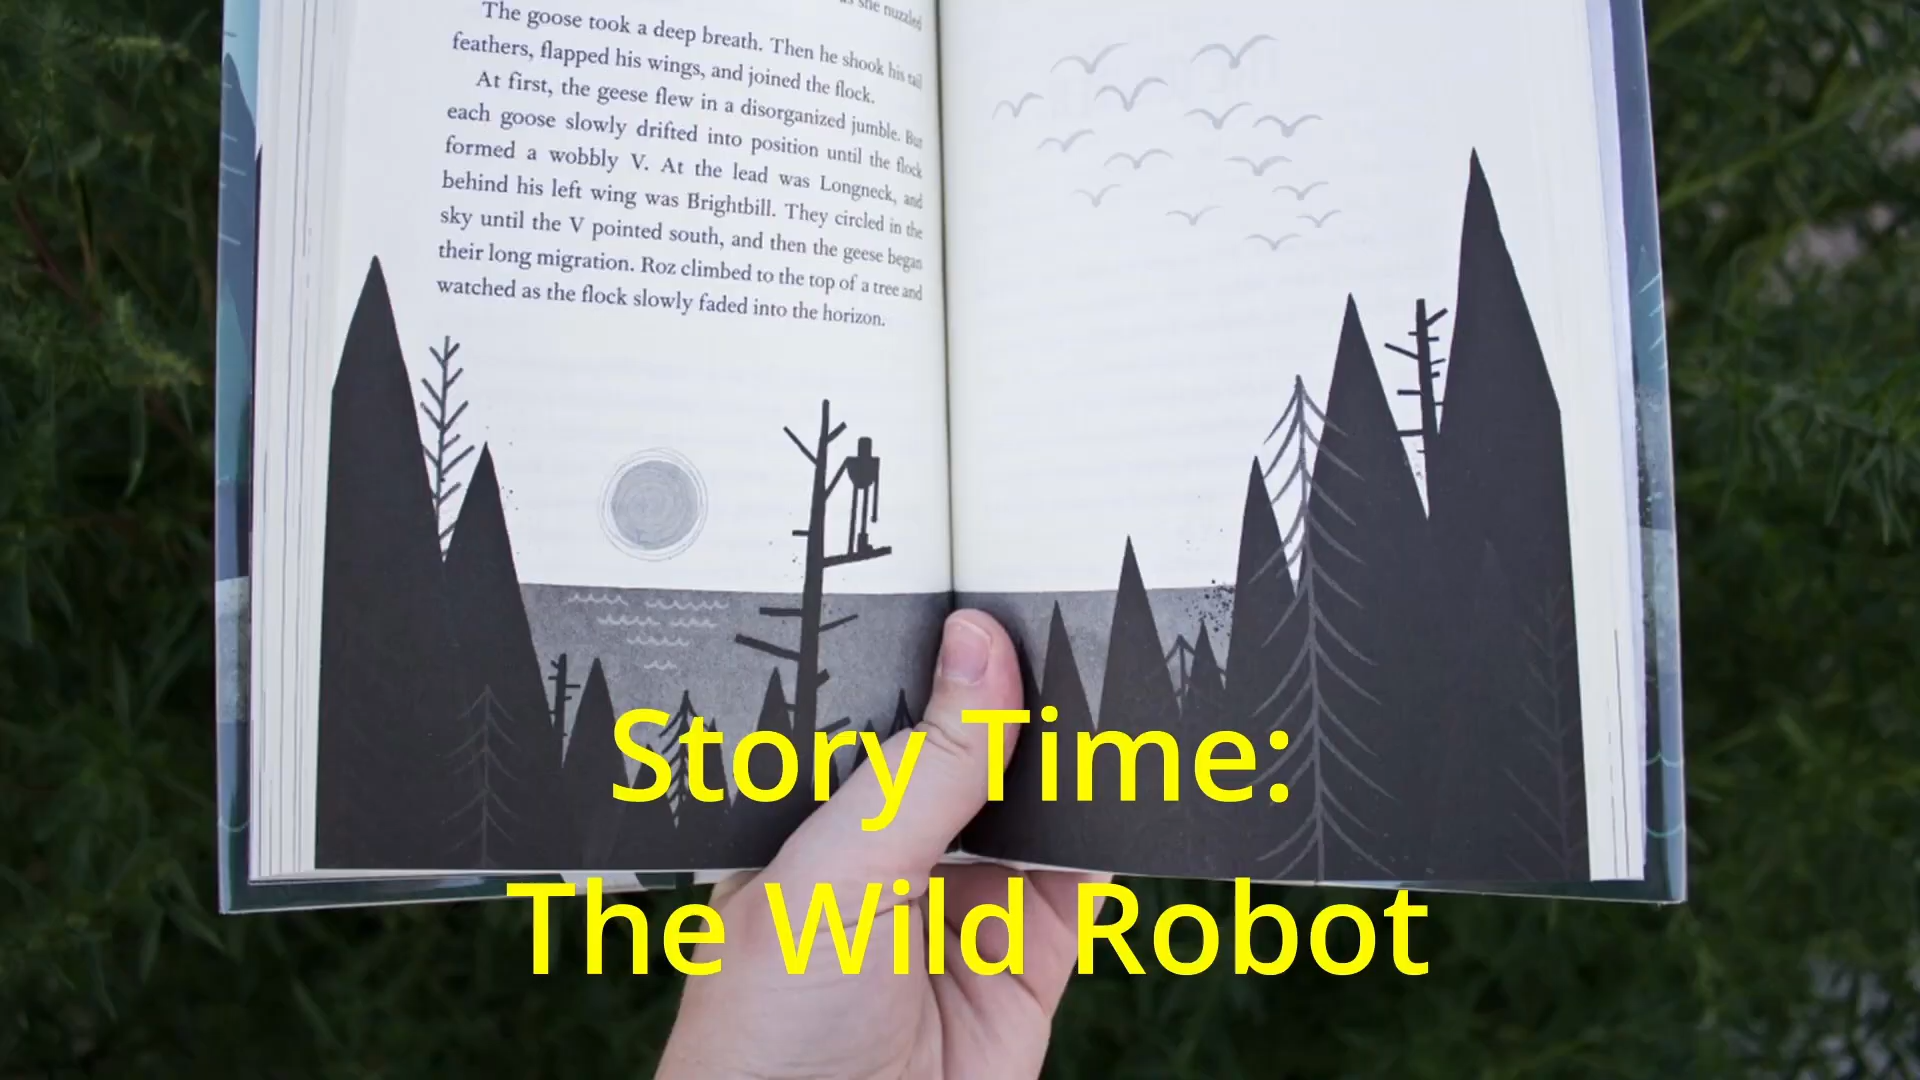 as she nuzzled
The goose took a deep breath. Then he shook his tail
feathers, flapped his wings, and joined the flock.
At first, the geese flew in a disorganized jumble. But
each goose slowly drifted into position until the flock
formed a wobbly V. At the lead was Longneck, and
behind his left wing was Brightbill. They circled in the
sky until the V pointed south, and then the geese began
their long migration. Roz climbed to the top of a tree and
watched as the flock slowly faded into the horizon.
Story Time:
The Wild Robot